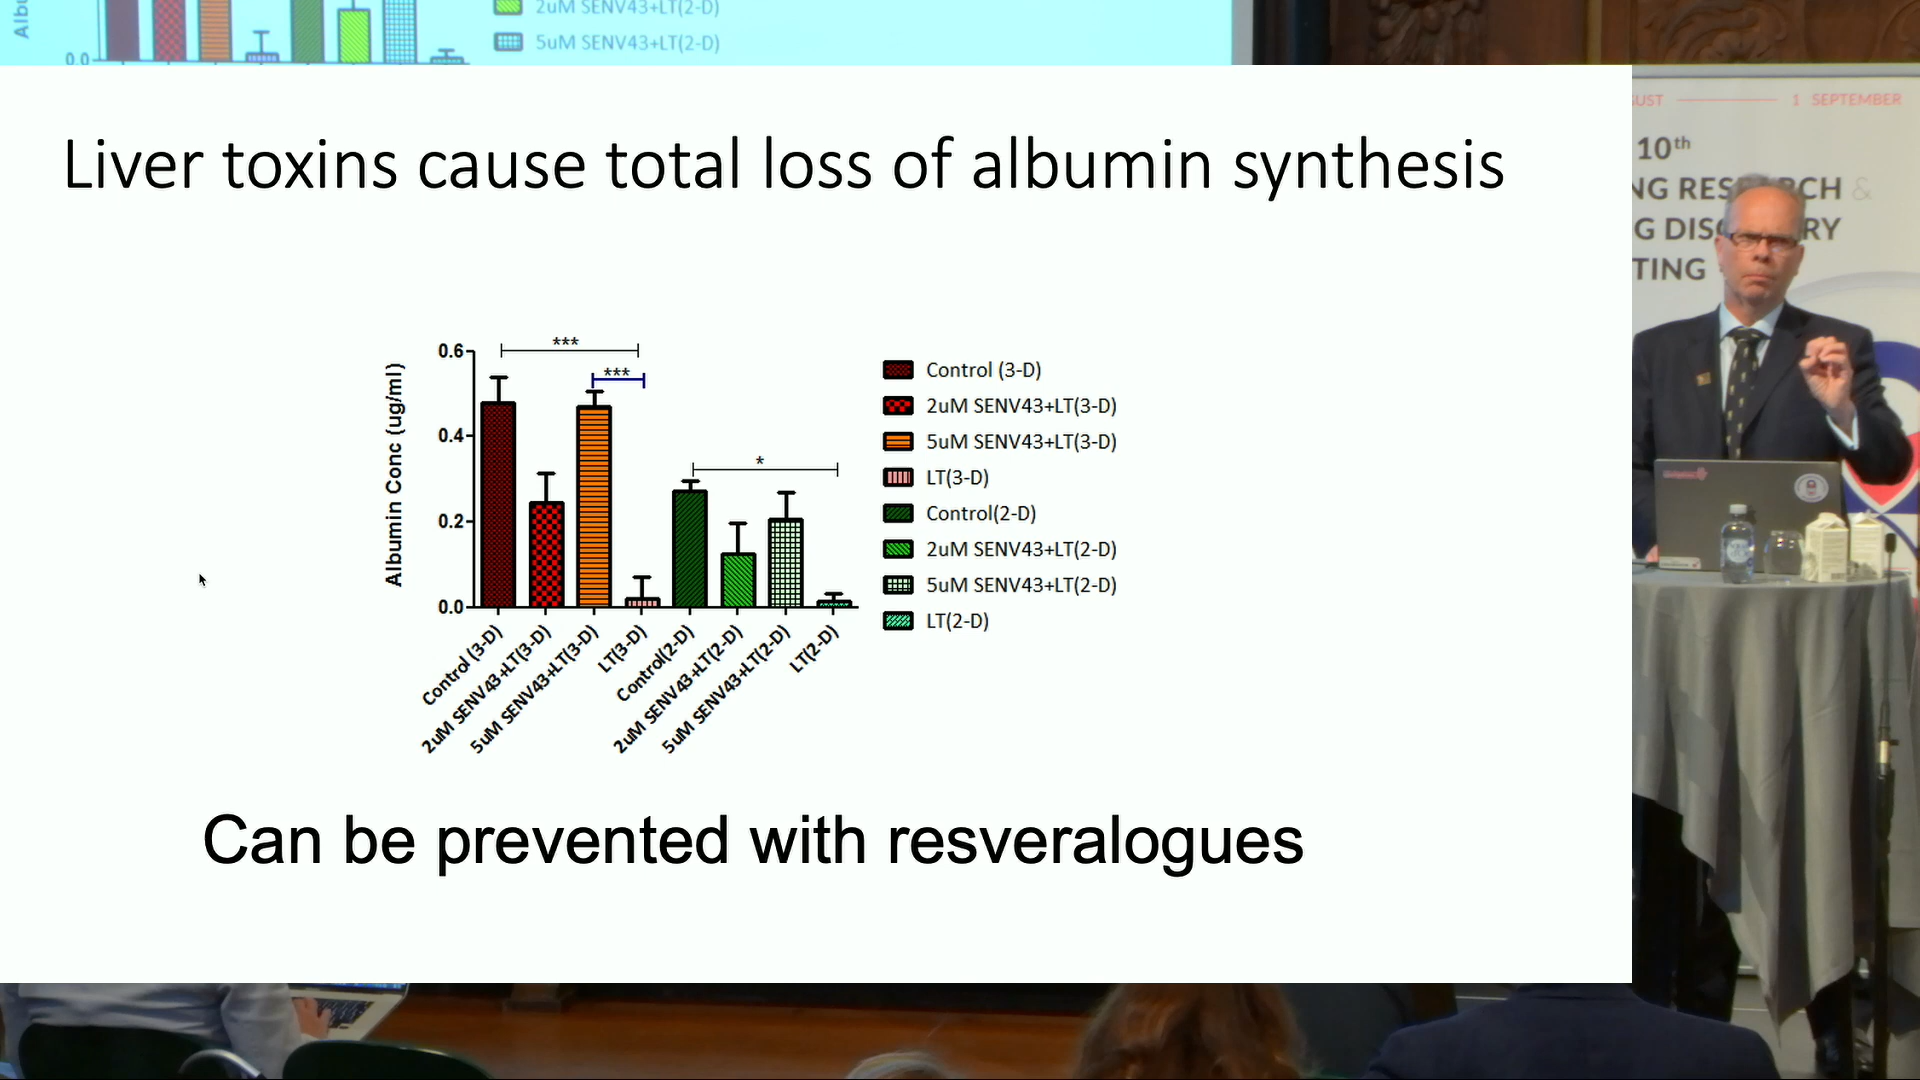 2uM SENV43+LT(2-D)
5uM SENV43+LT(2-D)
0.0
Liver toxins cause total loss of albumin synthesis
Albumin Conc (ug/ml)
0.6
0.4
0.2
0.0
***
***
*
Control (3-D)
2uM SENV43+LT(3-D)
5uM SENV43+LT(3-D)
LT(3-D)
Control(2-D)
2uM SENV43+LT(2-D)
5uM SENV43+LT(2-D)
LT(2-D)
Control (3-D)
2uM SENV43+LT(3-D)
5uM SENV43+LT(3-D)
LT(3-D)
Control(2-D)
2uM SENV43+LT(2-D)
5uM SENV43+LT(2-D)
LT(2-D)
Can be prevented with resveralogues
1 SEPTEMBER
10th
&